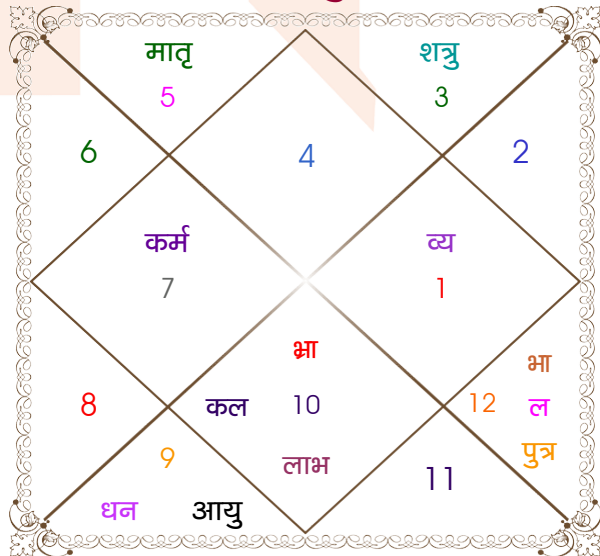 मातृ शत्रु
5 3
6 4 2
कर्म व्य
7 1
भ्रा
भा
8 कल 10 12 ल
9 लाभ पुत्र
11
धन आयु